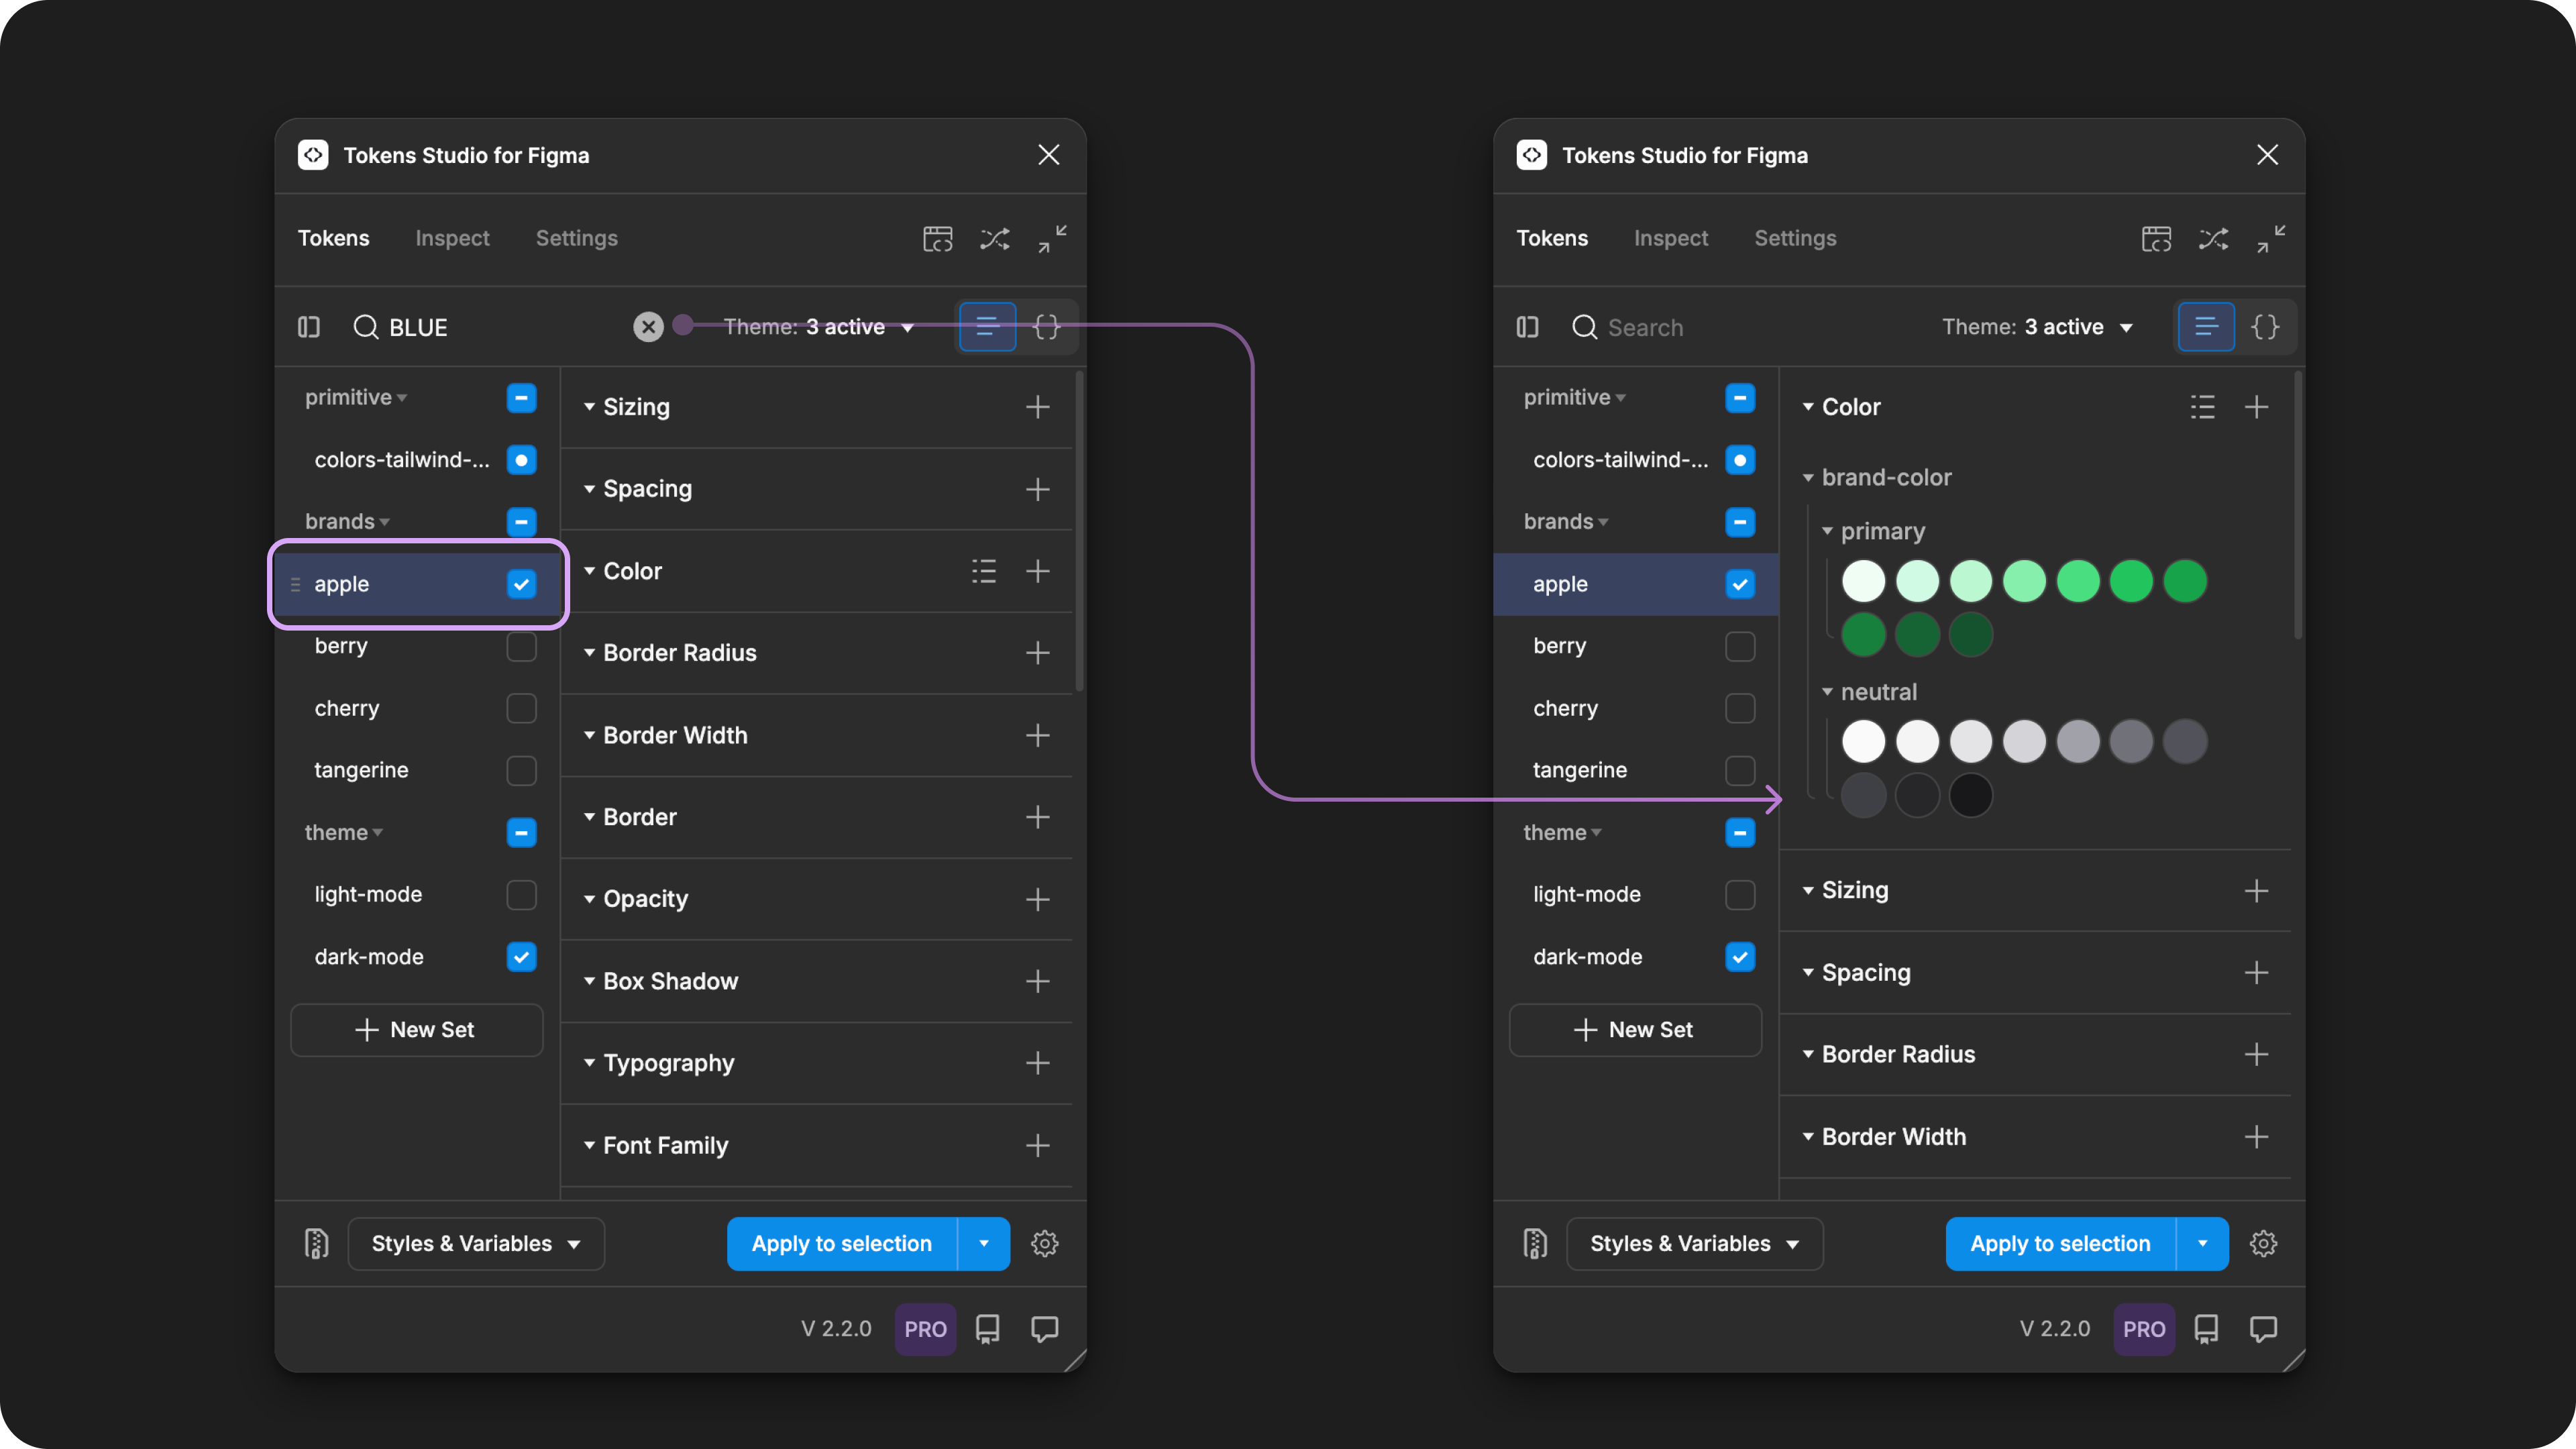 Tokens Studio for Figma
Tokens Inspect Settings
BLUE Theme: 3 active
primitive
colors-tailwind-...
brands
apple
berry
cherry
tangerine
theme
light-mode
dark-mode
New Set
Sizing
Spacing
Color
Border Radius
Border Width
Border
Opacity
Box Shadow
Typography
Font Family
Styles & Variables Apply to selection
V 2.2.0 PRO
Tokens Studio for Figma
Tokens Inspect Settings
Search Theme: 3 active
primitive
colors-tailwind-...
brands
apple
berry
cherry
tangerine
theme
light-mode
dark-mode
New Set
Color
brand-color
primary
neutral
Sizing
Spacing
Border Radius
Border Width
Styles & Variables Apply to selection
V 2.2.0 PRO